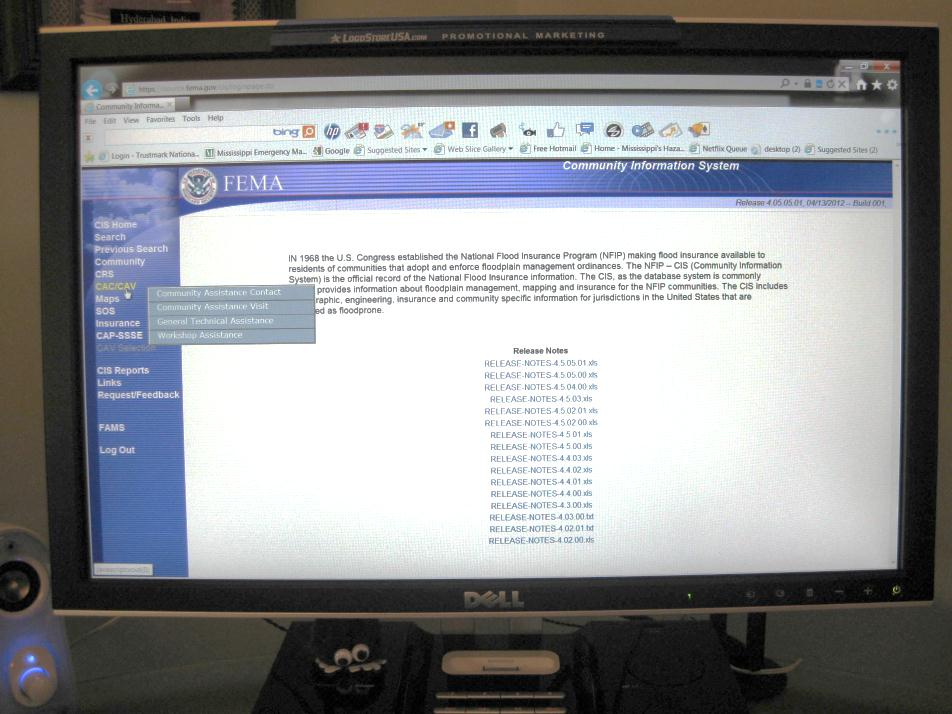 Hyderabad, India
LOGOSTOREUSA.COM PROMOTIONAL MARKETING
Community Informa...
File Edit View Favorites Tools Help
bing hp
Login - Trustmark Nationa... Mississippi Emergency Ma... Google Suggested Sites Web Slice Gallery Free Hotmail Home - Mississippi's Haza... Netflix Queue desktop (2) Suggested Sites (2)
FEMA
Community Information System
Release 4.05.05.01, 04/13/2012 -- Build 001,
CIS Home
Search
Previous Search
Community
CRS
CAC/CAV
Maps
SOS
Insurance
CAP-SSSE
CAV Selection
CIS Reports
Links
Request/Feedback
FAMS
Log Out
Community Assistance Contact
Community Assistance Visit
General Technical Assistance
Workshop Assistance
IN 1968 the U.S. Congress established the National Flood Insurance Program (NFIP) making flood insurance available to
residents of communities that adopt and enforce floodplain management ordinances. The NFIP – CIS (Community Information
System) is the official record of the National Flood Insurance information. The CIS, as the database system is commonly
provides information about floodplain management, mapping and insurance for the NFIP communities. The CIS includes
raphic, engineering, insurance and community specific information for jurisdictions in the United States that are
ed as floodprone.
Release Notes
RELEASE-NOTES-4.5.05.01.xls
RELEASE-NOTES-4.5.05.00.xls
RELEASE-NOTES-4.5.04.00.xls
RELEASE-NOTES-4.5.03.xls
RELEASE-NOTES-4.5.02.01.xls
RELEASE-NOTES-4.5.02.00.xls
RELEASE-NOTES-4.5.01.xls
RELEASE-NOTES-4.5.00.xls
RELEASE-NOTES-4.4.03.xls
RELEASE-NOTES-4.4.02.xls
RELEASE-NOTES-4.4.01.xls
RELEASE-NOTES-4.4.00.xls
RELEASE-NOTES-4.3.00.xls
RELEASE-NOTES-4.03.00.txt
RELEASE-NOTES-4.02.01.txt
RELEASE-NOTES-4.02.00.xls
DELL